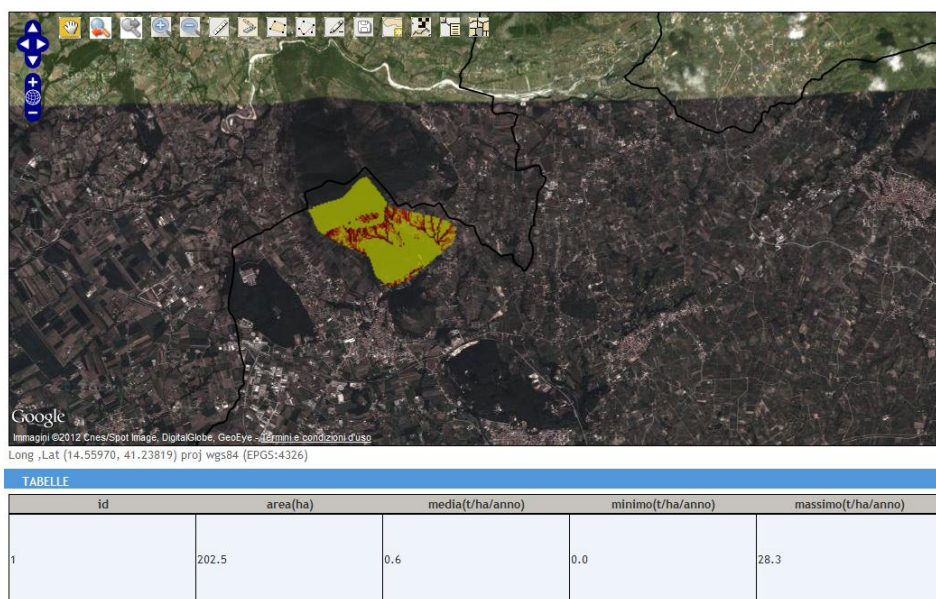 Google
Immagini ©2012 Cnes/Spot Image, DigitalGlobe, GeoEye - Termini e condizioni d'uso
Long ,Lat (14.55970, 41.23819) proj wgs84 (EPGS:4326)
TABELLE
id area(ha) media(t/ha/anno) minimo(t/ha/anno) massimo(t/ha/anno)
1 202.5 0.6 0.0 28.3